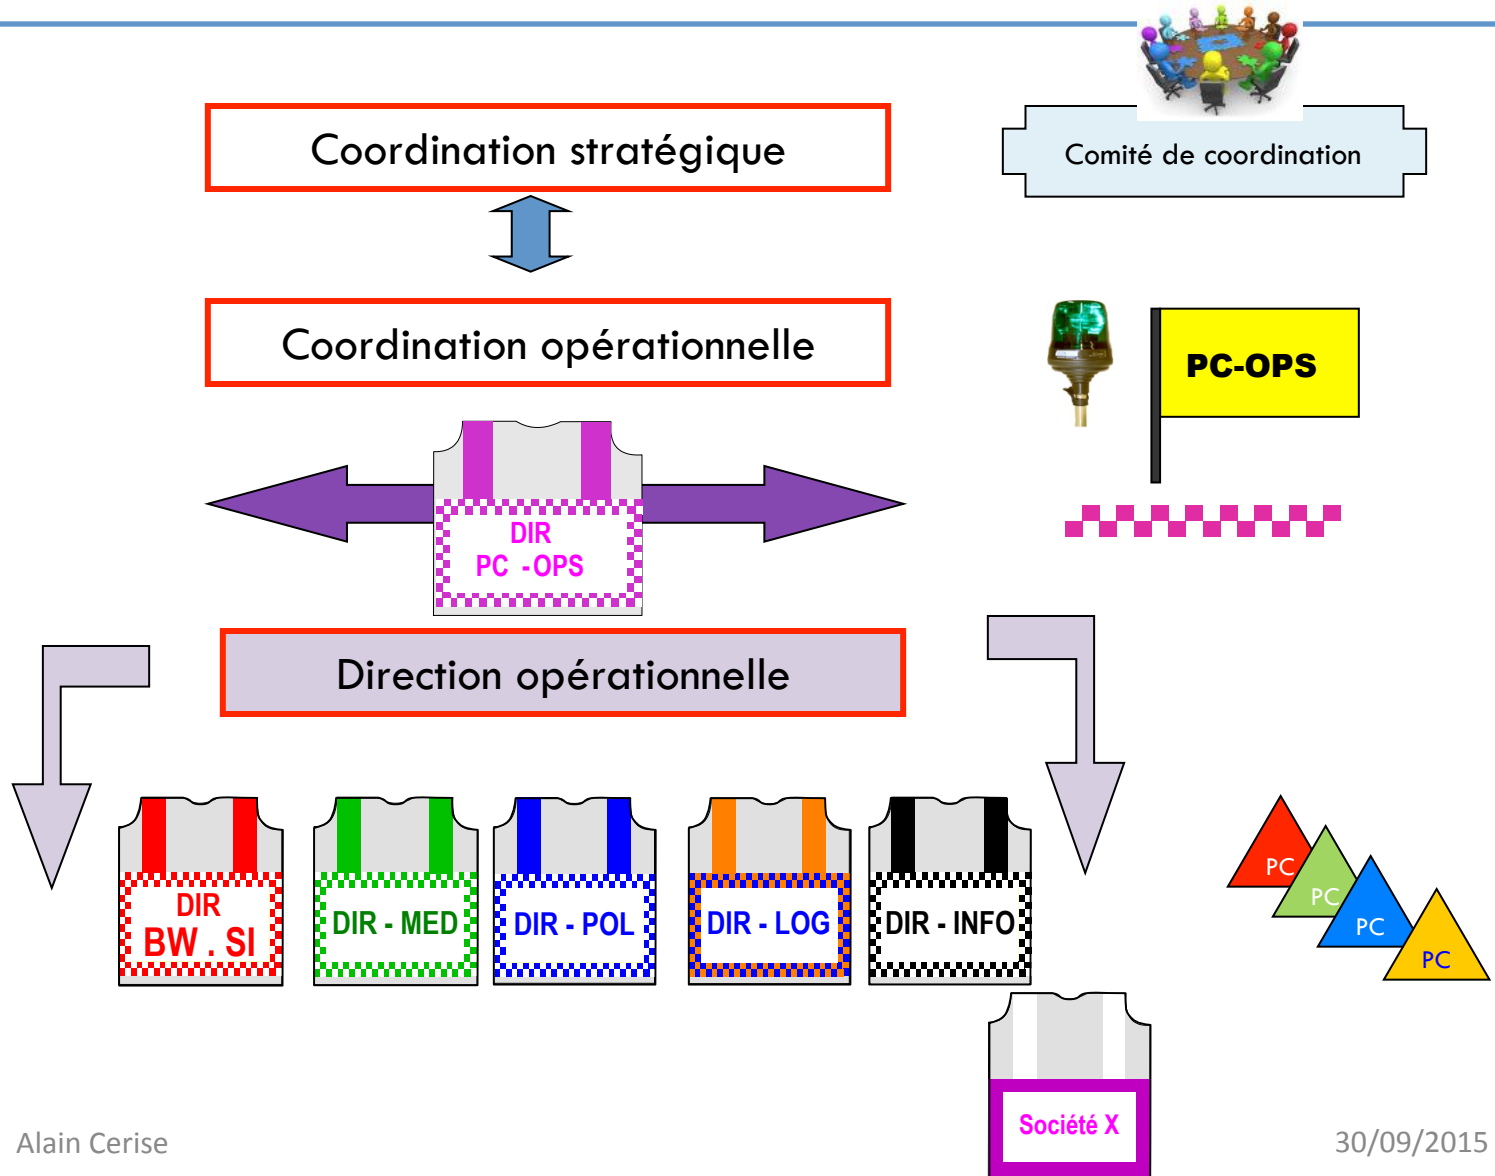 Coordination stratégique
Comité de coordination
Coordination opérationnelle
PC-OPS
DIR
PC -OPS
Direction opérationnelle
DIR
BW . SI
DIR - MED
DIR - POL
DIR - LOG
DIR - INFO
PC
PC
PC
PC
Société X
Alain Cerise
30/09/2015